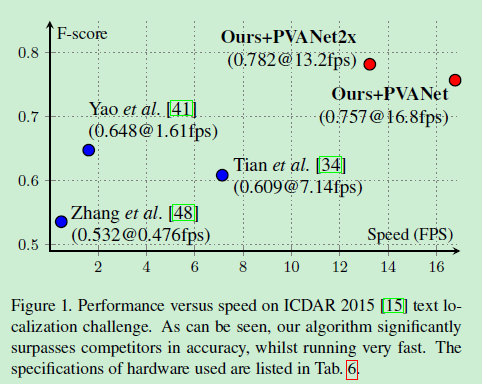 F-score
0.8
0.7
0.6
0.5
Ours+PVANet2x
(0.782@13.2fps)
Ours+PVANet
(0.757@16.8fps)
Yao et al. [41]
(0.648@1.61fps)
Tian et al. [34]
(0.609@7.14fps)
Zhang et al. [48]
(0.532@0.476fps)
Speed (FPS)
2 4 6 8 10 12 14 16
Figure 1. Performance versus speed on ICDAR 2015 [15] text lo-
calization challenge. As can be seen, our algorithm significantly
surpasses competitors in accuracy, whilst running very fast. The
specifications of hardware used are listed in Tab. 6.